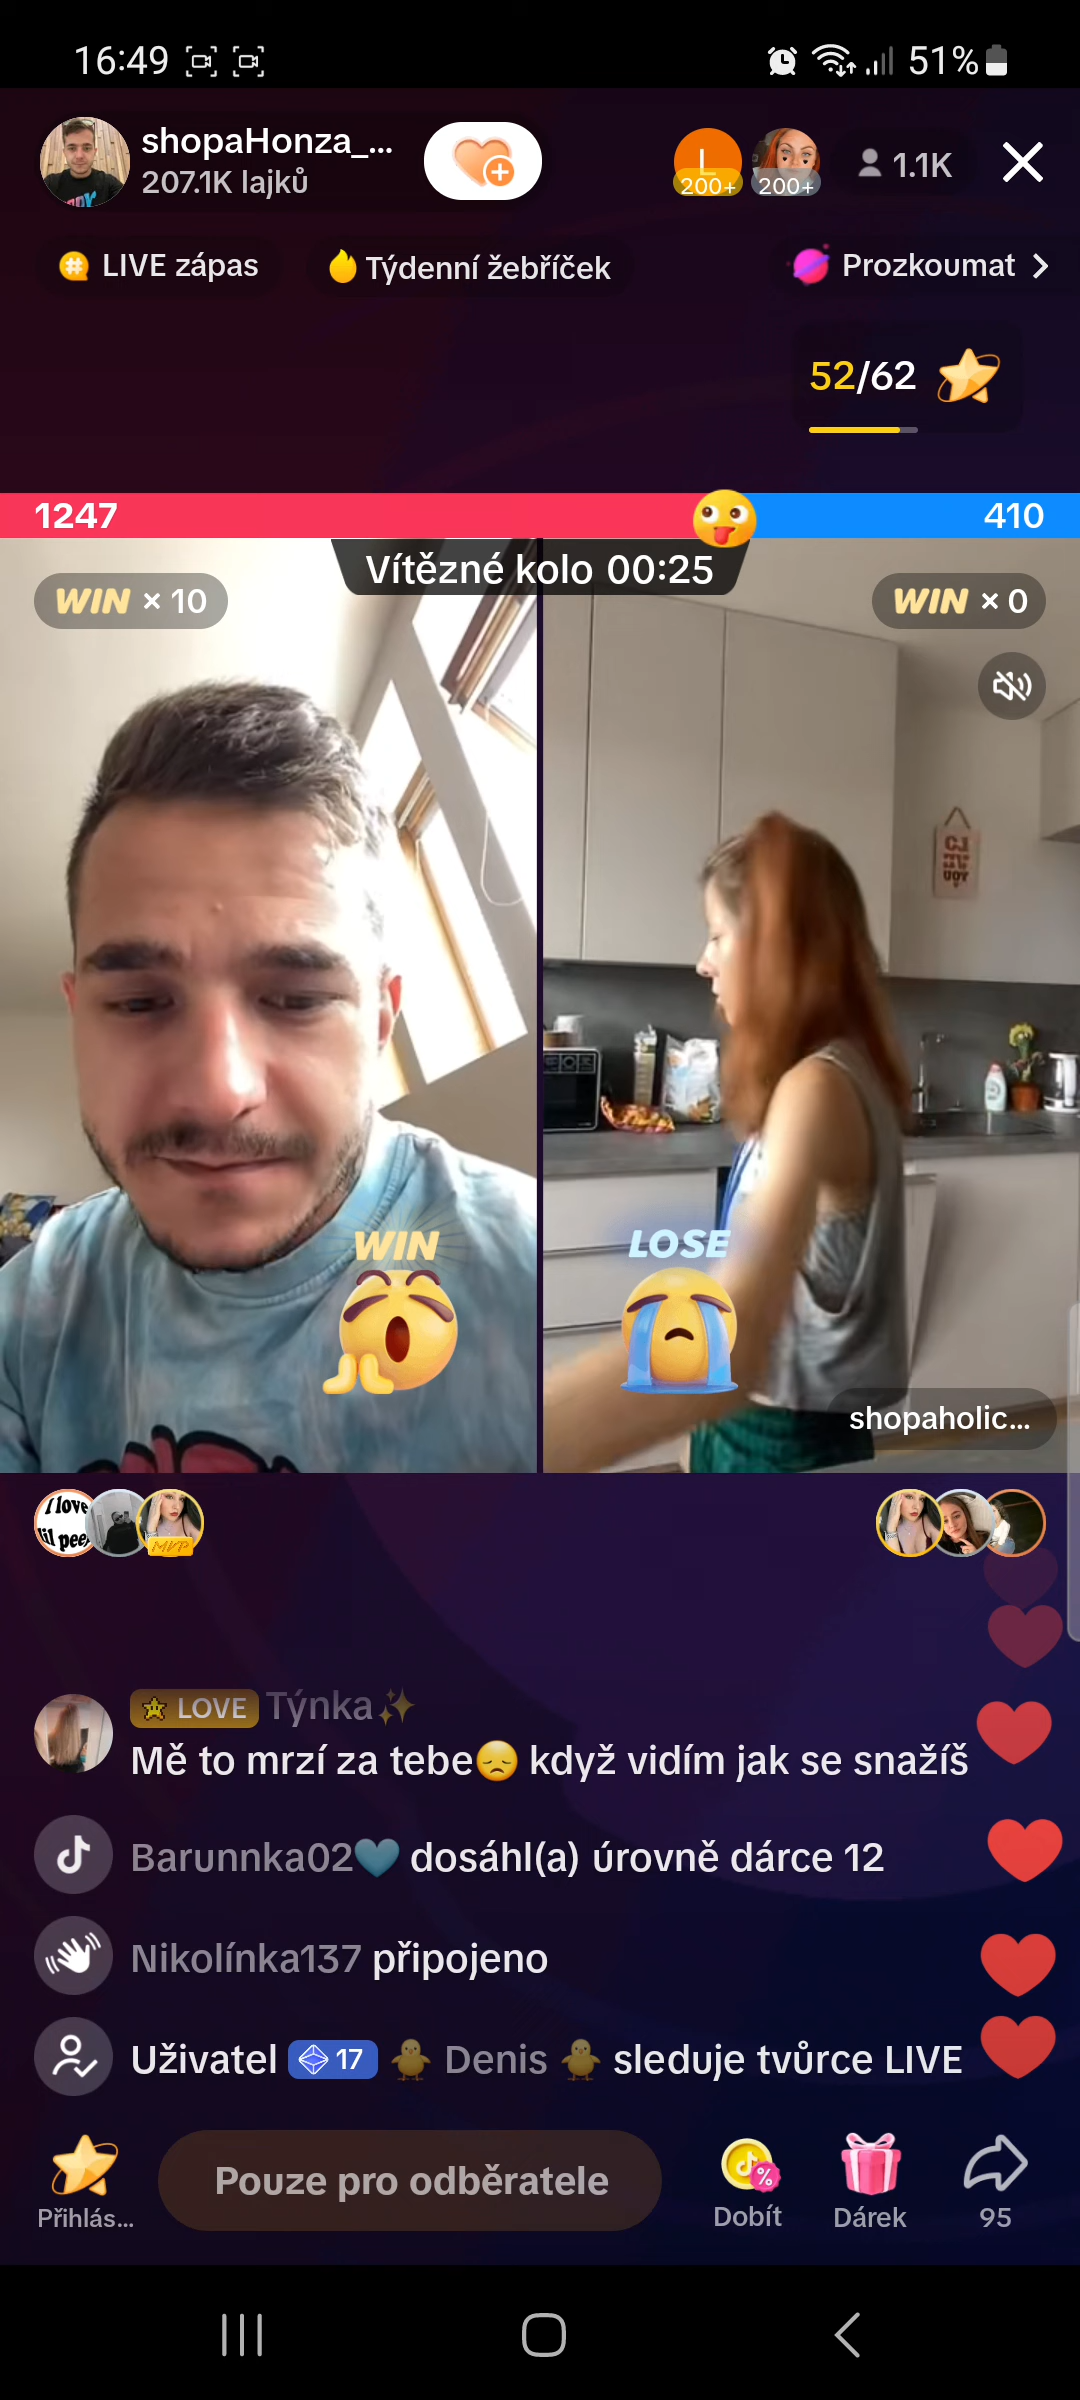 16:49
51%
shopaHonza_...
207.1K lajků
L
200+
200+
1.1K
LIVE zápas
Týdenní žebříček
Prozkoumat
52/62
1247
410
Vítězné kolo 00:25
WIN × 10
WIN × 0
WIN
LOSE
shopaholic...
I love
lil peep
MVP
LOVE Týnka
Mě to mrzí za tebe😞 když vidím jak se snažíš
Barunnka02🩵 dosáhl(a) úrovně dárce 12
Nikolínka137 připojeno
Uživatel 17 🐥 Denis 🐥 sleduje tvůrce LIVE
Přihlás...
Pouze pro odběratele
Dobít
Dárek
95